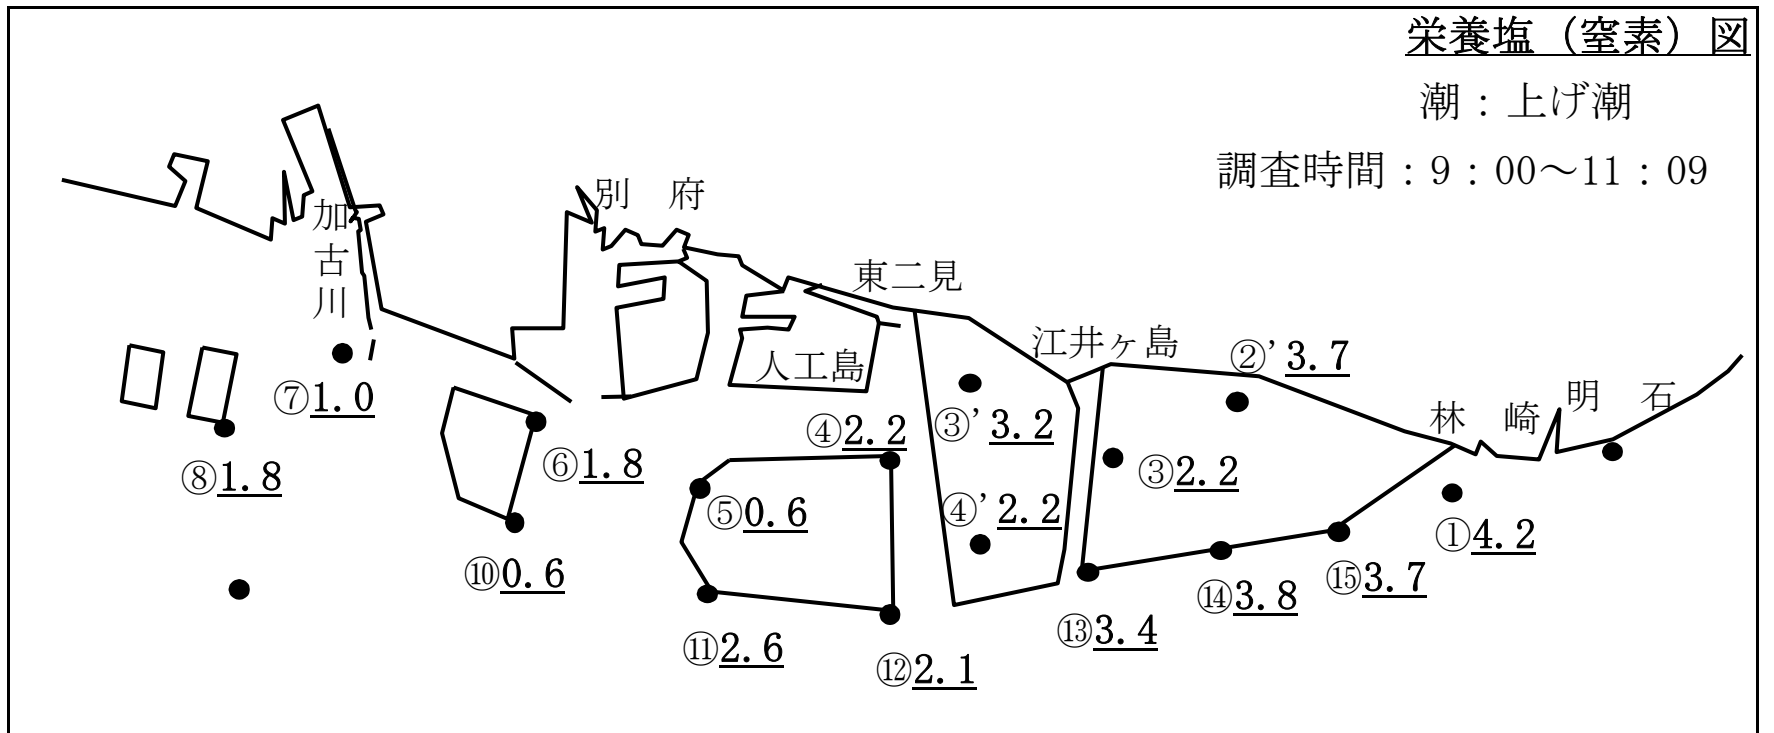 栄養塩（窒素）図
潮：上げ潮
調査時間：9：00～11：09
加古川
別 府
東二見
人工島
江井ヶ島
林 崎
明 石
②’3.7
⑦1.0
③’3.2
④2.2
⑥1.8
③2.2
⑧1.8
⑤0.6
④’2.2
①4.2
⑩0.6
⑮3.7
⑭3.8
⑬3.4
⑪2.6
⑫2.1